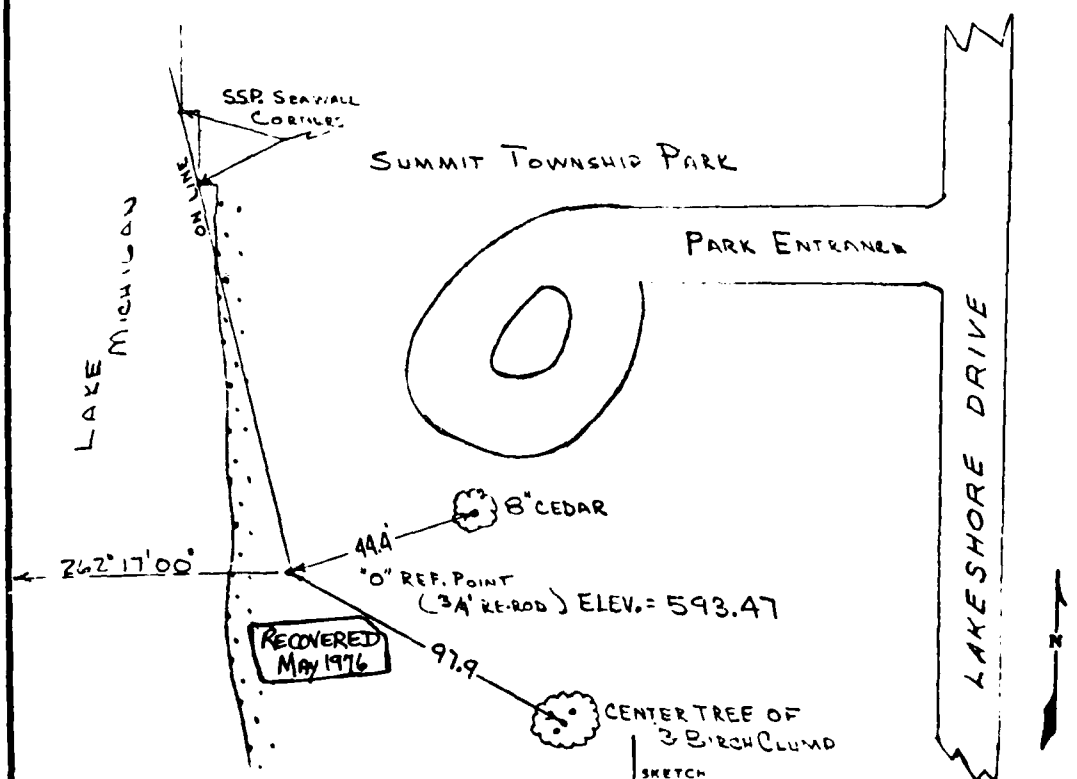 S.S.P. SEAWALL
CORNERS
SUMMIT TOWNSHIP PARK
ON LINE
PARK ENTRANCE
LAKE
MICHIGAN
LAKESHORE DRIVE
8" CEDAR
44.4'
262°17'00"
"0" REF. POINT
(3/4" RE-ROD) ELEV. = 593.47
RECOVERED
MAY 1976
97.9
N
CENTER TREE OF
3 BIRCH CLUMP
SKETCH